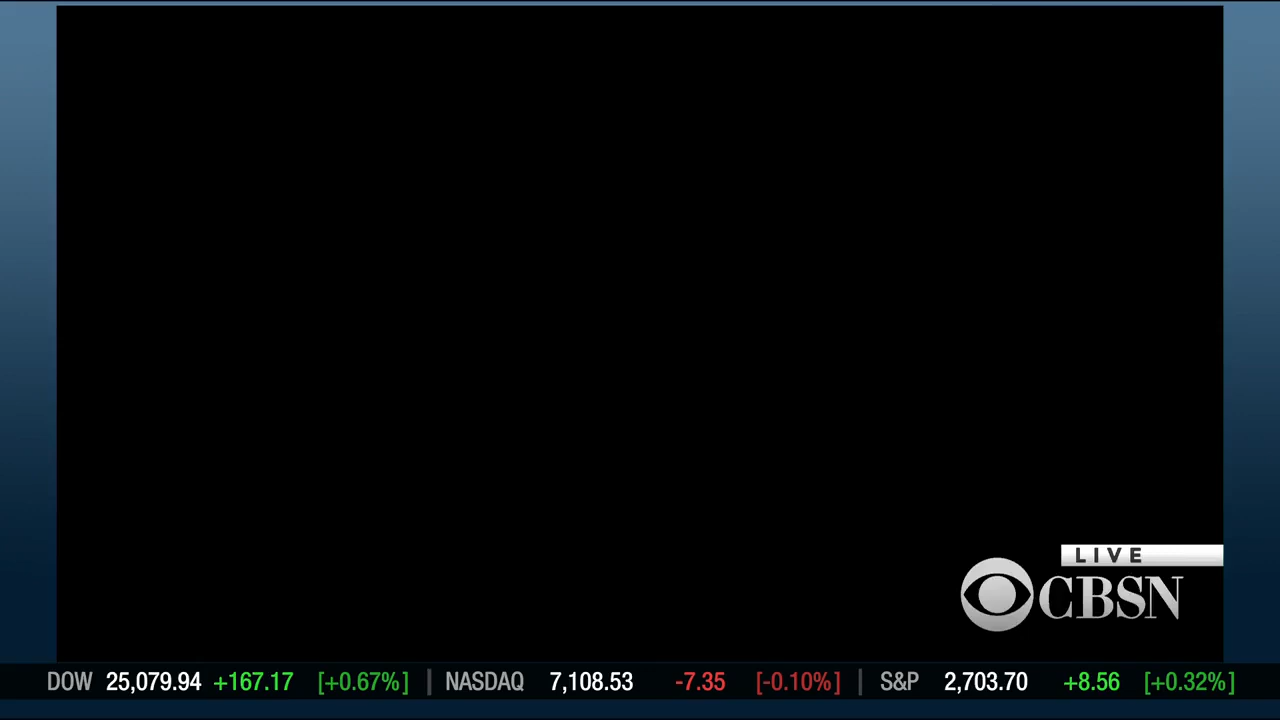 LIVE
CBSN
DOW 25,079.94 +167.17 [+0.67%] | NASDAQ 7,108.53 -7.35 [-0.10%] | S&P 2,703.70 +8.56 [+0.32%]